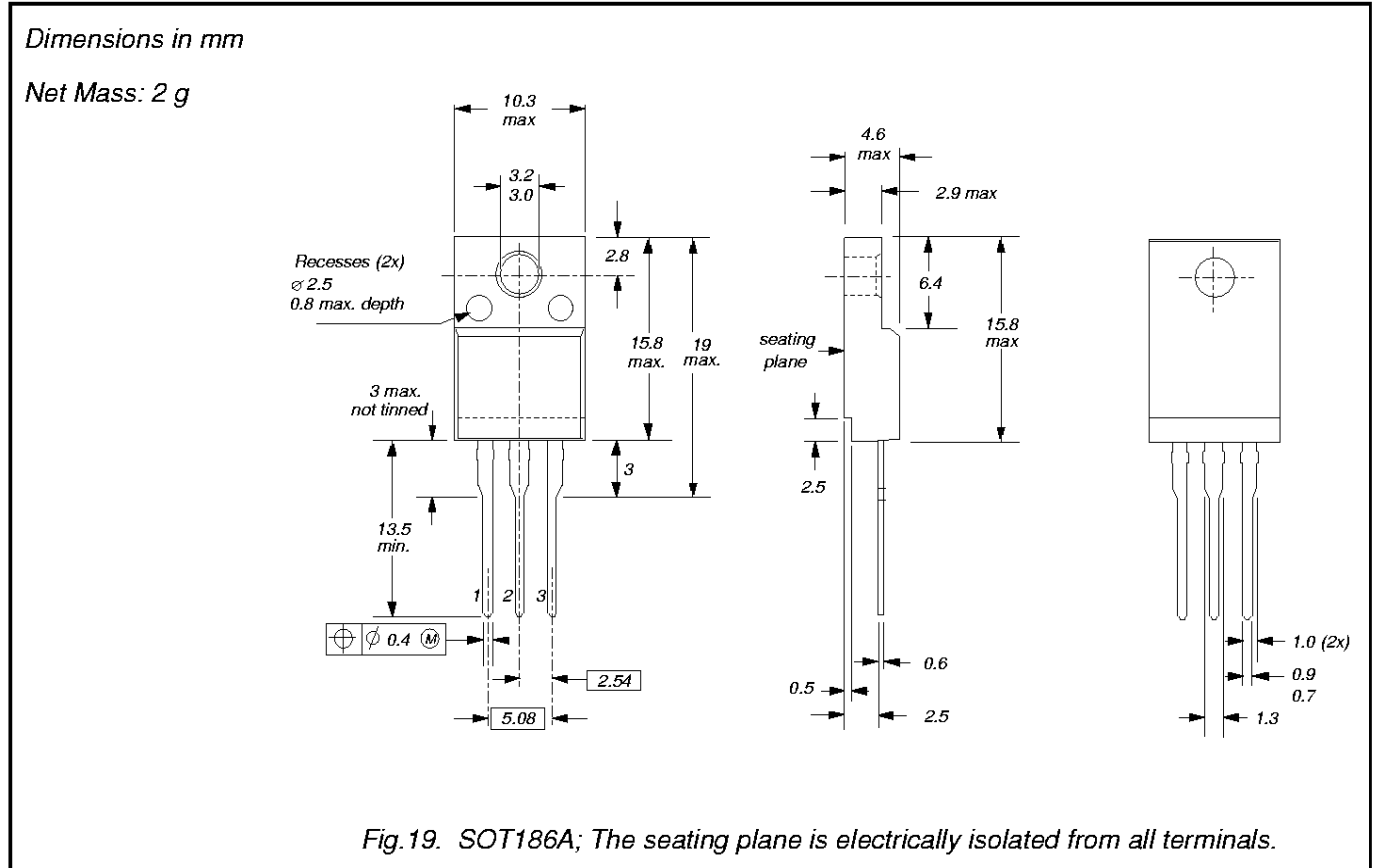 Dimensions in mm
Net Mass: 2 g
10.3
max
3.2
3.0
2.8
Recesses (2x)
⌀ 2.5
0.8 max. depth
15.8
max.
19
max.
3 max.
not tinned
3
13.5
min.
1 2 3
⌖ ⌀ 0.4 Ⓜ
2.54
5.08
4.6
max
2.9 max
6.4
15.8
max
seating
plane
2.5
0.6
0.5
2.5
1.0 (2x)
0.9
0.7
1.3
Fig.19. SOT186A; The seating plane is electrically isolated from all terminals.